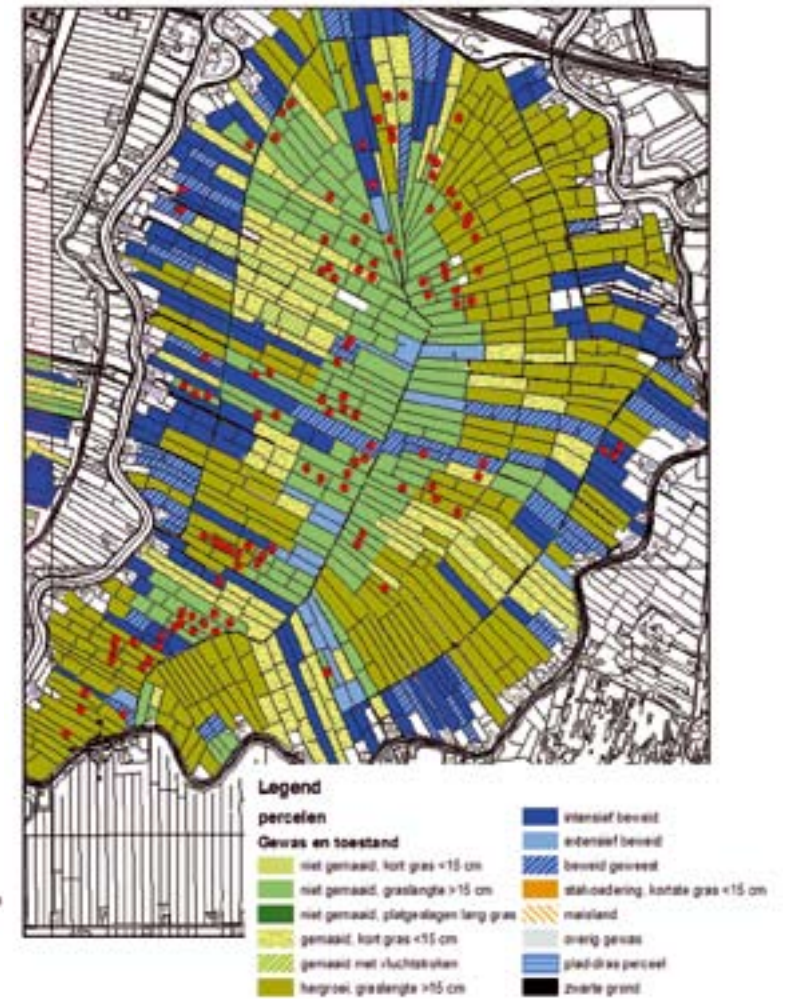 Legend
percelen
Gewas en toestand
niet gemaaid, kort gras <15 cm
niet gemaaid, graslengte >15 cm
niet gemaaid, platgeslagen lang gras
gemaaid, kort gras <15 cm
gemaaid met vluchtstroken
hergroei, graslengte >15 cm
intensief beweid
extensief beweid
beweid geweest
stalvoedering, kortste gras <15 cm
maisland
overig gewas
plas-dras perceel
zwarte grond